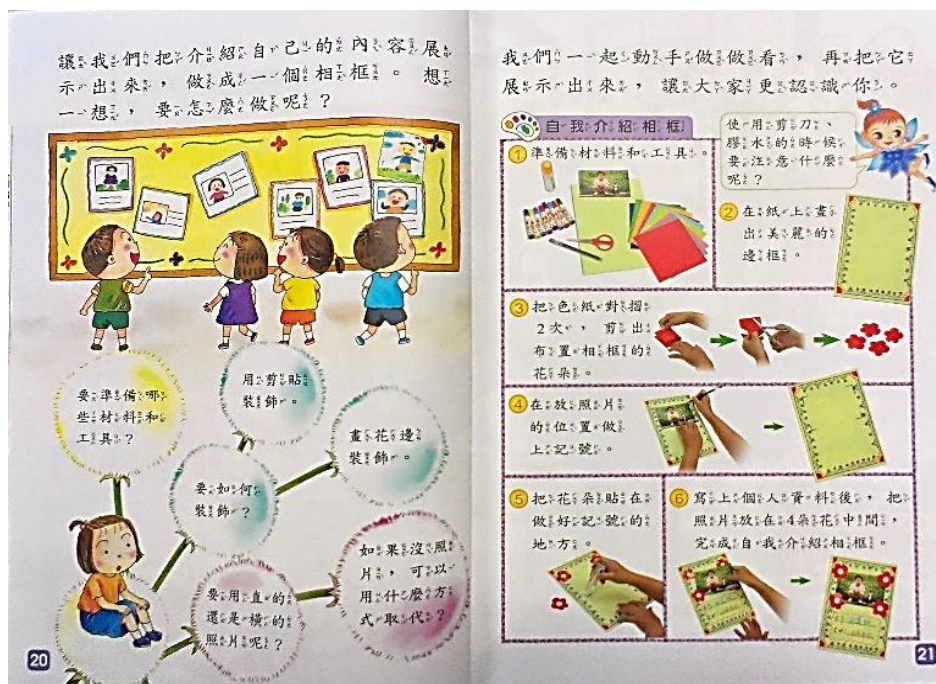 讓我們把介紹自己的內容展
示出來，做成一個相框。想
一想，要怎麼做呢？
要準備哪
些材料和
工具？
用剪貼
裝飾。
要如何
裝飾？
畫花邊
裝飾。
要用直的
還是橫的
照片呢？
如果沒照
片，可以
用什麼方
式取代？
20
我們一起動手做做看，再把它
展示出來，讓大家更認識你。
自我介紹相框
使用剪刀、
膠水的時候
要注意什麼
呢？
1 準備材料和工具。
2 在紙上畫
出美麗的
邊框。
3 把色紙對摺
2次，剪出
布置相框的
花朵。
4 在放照片
的位置做
上記號。
5 把花朵貼在
做好記號的
地方。
6 寫上個人資料後，把
照片放在4朵花中間，
完成自我介紹相框。
21